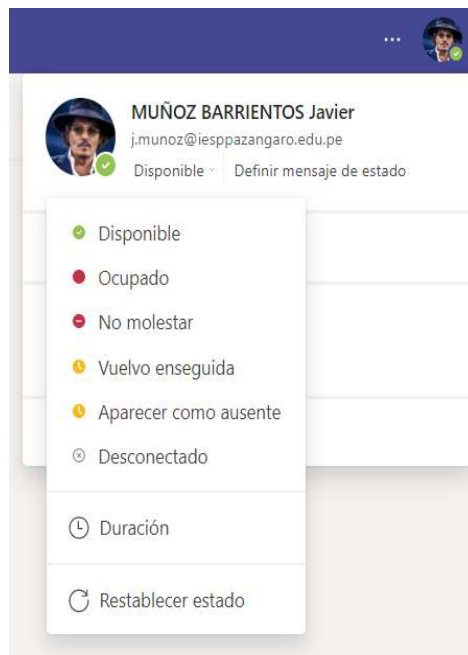 ...
MUÑOZ BARRIENTOS Javier
j.munoz@iesppazangaro.edu.pe
Disponible Definir mensaje de estado
Disponible
Ocupado
No molestar
Vuelvo enseguida
Aparecer como ausente
Desconectado
Duración
Restablecer estado